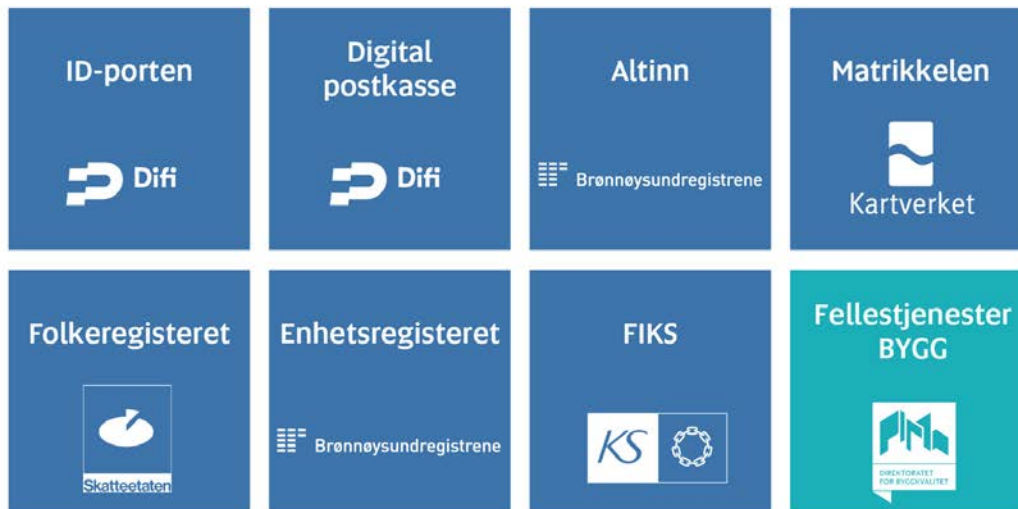 ID-porten
Difi
Digital
postkasse
Difi
Altinn
Brønnøysundregistrene
Matrikkelen
Kartverket
Folkeregisteret
Skatteetaten
Enhetsregisteret
Brønnøysundregistrene
FIKS
KS
Fellestjenester
BYGG
DIREKTORATET
FOR BYGGKVALITET